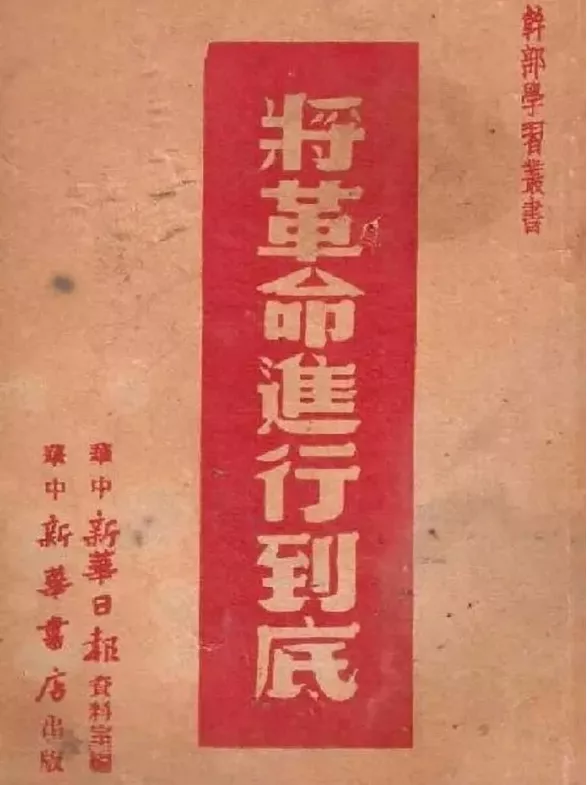 幹部學習叢書
將革命進行到底
華中新華日報資料室編
華中新華書店出版